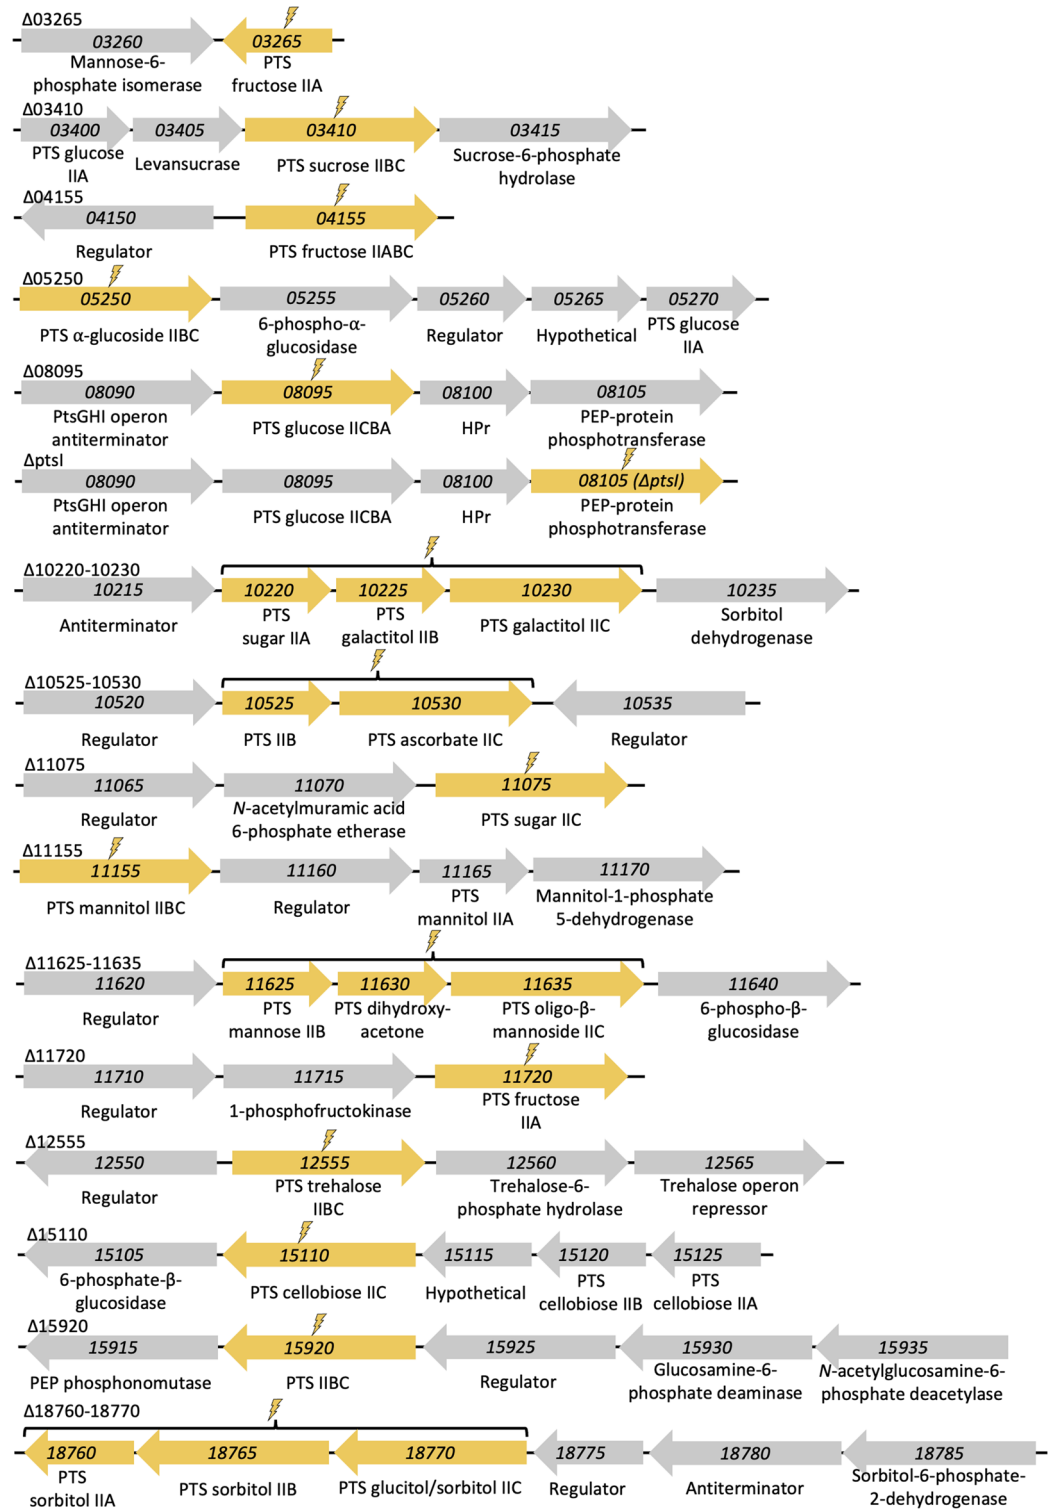 Δ03265
03260 03265
Mannose-6- PTS
phosphate isomerase fructose IIA
Δ03410
03400 03405 03410 03415
PTS glucose Levansucrase PTS sucrose IIBC Sucrose-6-phosphate
IIA hydrolase
Δ04155
04150 04155
Regulator PTS fructose IIABC
Δ05250
05250 05255 05260 05265 05270
PTS α-glucoside IIBC 6-phospho-α- Regulator Hypothetical PTS glucose
glucosidase IIA
Δ08095
08090 08095 08100 08105
PtsGHI operon PTS glucose IICBA HPr PEP-protein
antiterminator phosphotransferase
ΔptsI
08090 08095 08100 08105 (ΔptsI)
PtsGHI operon PTS glucose IICBA HPr PEP-protein
antiterminator phosphotransferase
Δ10220-10230
10215 10220 10225 10230 10235
Antiterminator PTS PTS PTS galactitol IIC Sorbitol
sugar IIA galactitol IIB dehydrogenase
Δ10525-10530
10520 10525 10530 10535
Regulator PTS IIB PTS ascorbate IIC Regulator
Δ11075
11065 11070 11075
Regulator N-acetylmuramic acid PTS sugar IIC
6-phosphate etherase
Δ11155
11155 11160 11165 11170
PTS mannitol IIBC Regulator PTS Mannitol-1-phosphate
mannitol IIA 5-dehydrogenase
Δ11625-11635
11620 11625 11630 11635 11640
Regulator PTS PTS dihydroxy- PTS oligo-β- 6-phospho-β-
mannose IIB acetone mannoside IIC glucosidase
Δ11720
11710 11715 11720
Regulator 1-phosphofructokinase PTS fructose
IIA
Δ12555
12550 12555 12560 12565
Regulator PTS trehalose Trehalose-6- Trehalose operon
IIBC phosphate hydrolase repressor
Δ15110
15105 15110 15115 15120 15125
6-phosphate-β- PTS cellobiose IIC Hypothetical PTS PTS
glucosidase cellobiose IIB cellobiose IIA
Δ15920
15915 15920 15925 15930 15935
PEP phosphonomutase PTS IIBC Regulator Glucosamine-6- N-acetylglucosamine-6-
phosphate deaminase phosphate deacetylase
Δ18760-18770
18760 18765 18770 18775 18780 18785
PTS PTS sorbitol IIB PTS glucitol/sorbitol IIC Regulator Antiterminator Sorbitol-6-phosphate-
sorbitol IIA 2-dehydrogenase